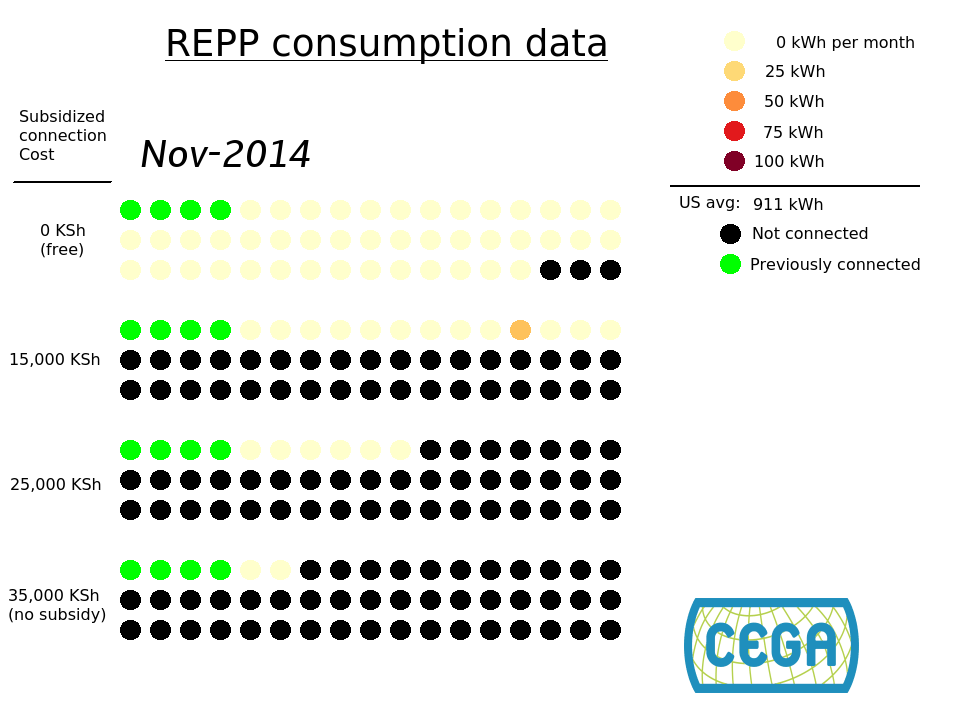 REPP consumption data
Subsidized
connection
Cost
Nov-2014
0 KSh
(free)
15,000 KSh
25,000 KSh
35,000 KSh
(no subsidy)
0 kWh per month
25 kWh
50 kWh
75 kWh
100 kWh
US avg: 911 kWh
Not connected
Previously connected
CEGA